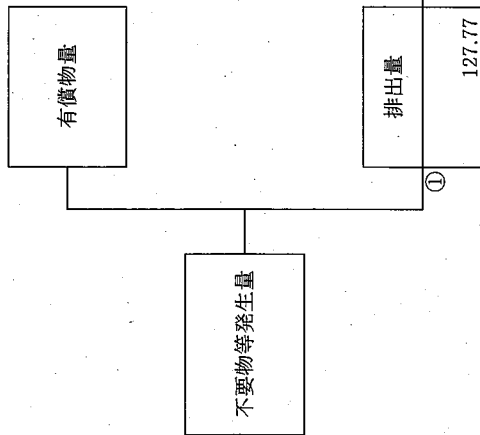 有償物量
不要物等発生量
①
排出量
127.77